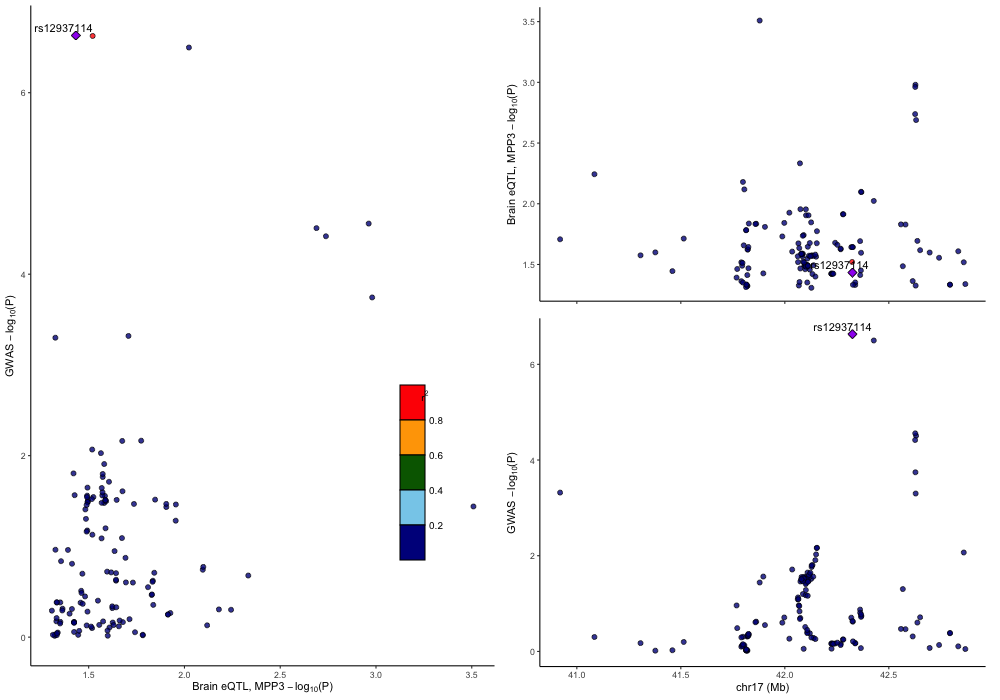 rs12937114
6
4
2
0
GWAS − log10(P)
1.5
2.0
2.5
3.0
3.5
Brain eQTL, MPP3 − log10(P)
r2
0.8
0.6
0.4
0.2
3.5
3.0
2.5
2.0
1.5
Brain eQTL, MPP3 − log10(P)
rs12937114
rs12937114
6
4
2
0
GWAS − log10(P)
41.0
41.5
42.0
42.5
chr17 (Mb)